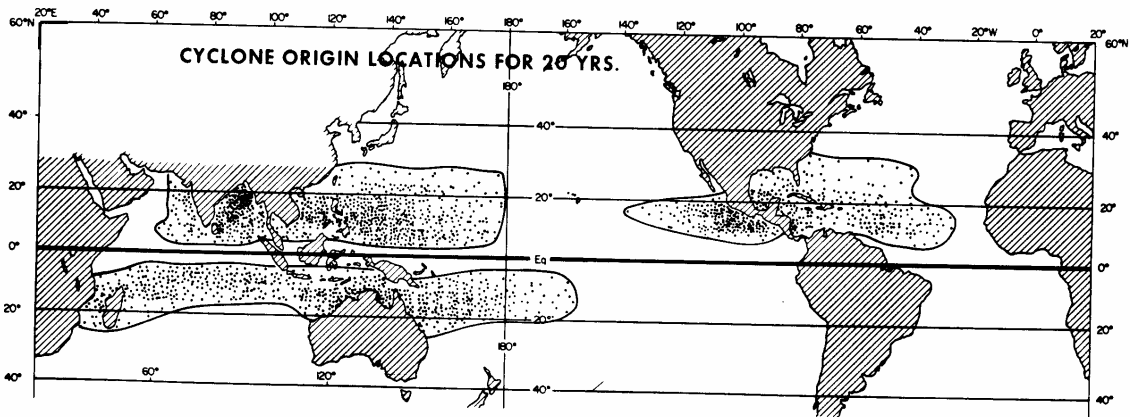 20°E 40° 60° 80° 100° 120° 140° 160° 180° 160° 140° 120° 100° 80° 60° 40° 20°W 0° 20°
60°N 60°N
CYCLONE ORIGIN LOCATIONS FOR 20 YRS.
180°
40° 40° 40°
20° 20° 20° 20°
0° Eq 0°
20° 20° 20°
180°
40° 60° 120° 40° 40°